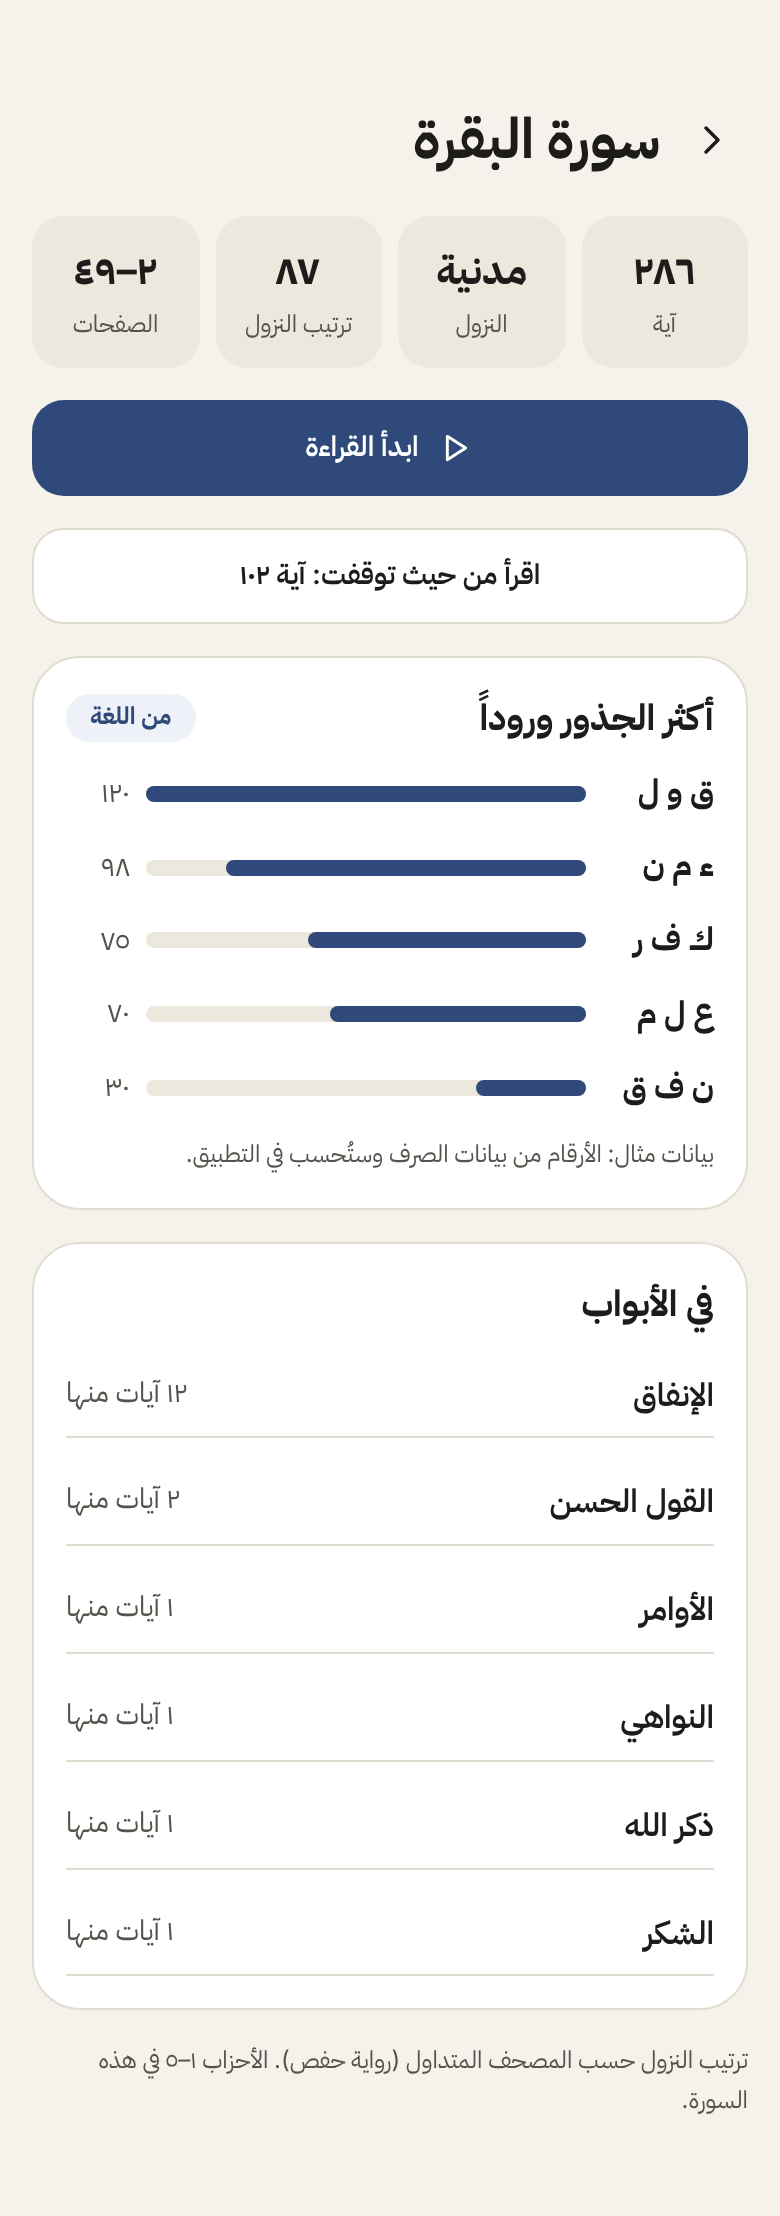 سورة البقرة
٢٨٦
آية
مدنية
النزول
٨٧
ترتيب النزول
٢–٤٩
الصفحات
ابدأ القراءة
اقرأ من حيث توقفت: آية ١٠٢
أكثر الجذور وروداً
من اللغة
ق و ل ١٢٠
ء م ن ٩٨
ك ف ر ٧٥
ع ل م ٧٠
ن ف ق ٣٠
بيانات مثال: الأرقام من بيانات الصرف وستُحسب في التطبيق.
في الأبواب
الإنفاق ١٢ آيات منها
القول الحسن ٢ آيات منها
الأوامر ١ آيات منها
النواهي ١ آيات منها
ذكر الله ١ آيات منها
الشكر ١ آيات منها
ترتيب النزول حسب المصحف المتداول (رواية حفص). الأحزاب ١–٥ في هذه
السورة.